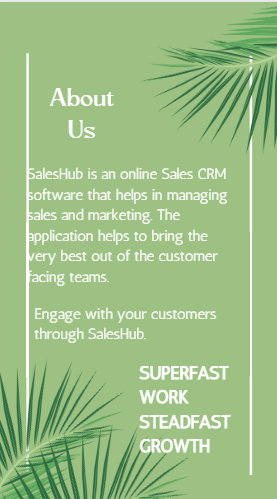 About
Us
SalesHub is an online Sales CRM
software that helps in managing
sales and marketing. The
application helps to bring the
very best out of the customer
facing teams.
Engage with your customers
through SalesHub.
SUPERFAST
WORK
STEADFAST
GROWTH